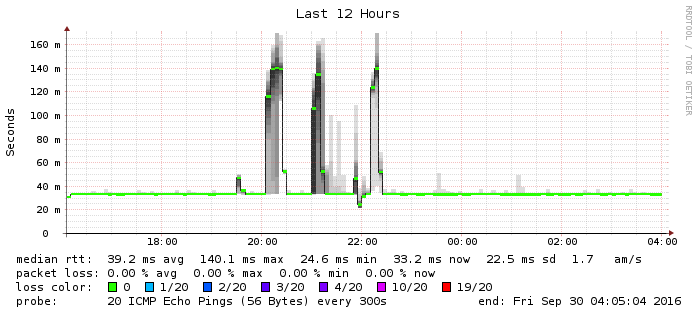 Last 12 Hours
RRDTOOL / TOBI OETIKER
Seconds
160 m
140 m
120 m
100 m
80 m
60 m
40 m
20 m
0
18:00 20:00 22:00 00:00 02:00 04:00
median rtt: 39.2 ms avg 140.1 ms max 24.6 ms min 33.2 ms now 22.5 ms sd 1.7 am/s
packet loss: 0.00 % avg 0.00 % max 0.00 % min 0.00 % now
loss color: 0 1/20 2/20 3/20 4/20 10/20 19/20
probe: 20 ICMP Echo Pings (56 Bytes) every 300s end: Fri Sep 30 04:05:04 2016